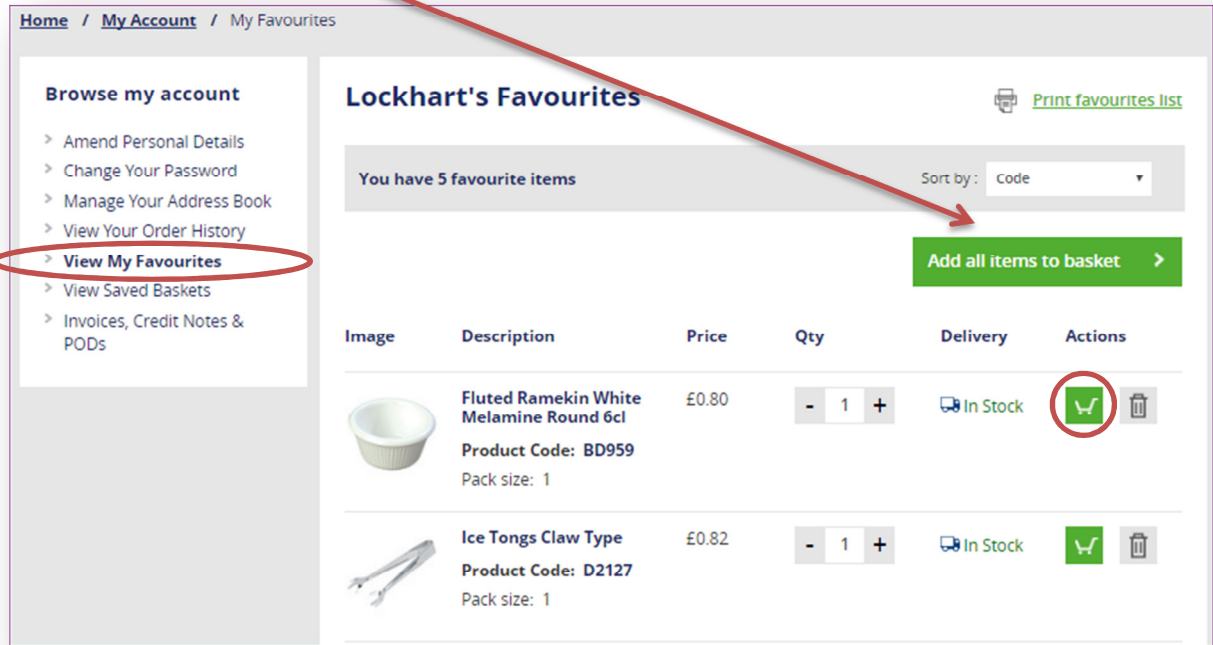 Home / My Account / My Favourites
Browse my account
> Amend Personal Details
> Change Your Password
> Manage Your Address Book
> View Your Order History
> View My Favourites
> View Saved Baskets
> Invoices, Credit Notes &
PODs
Lockhart's Favourites
Print favourites list
You have 5 favourite items
Sort by : Code
Add all items to basket >
Image Description Price Qty Delivery Actions
Fluted Ramekin White
Melamine Round 6cl
£0.80 - 1 + In Stock
Product Code: BD959
Pack size: 1
Ice Tongs Claw Type £0.82 - 1 + In Stock
Product Code: D2127
Pack size: 1